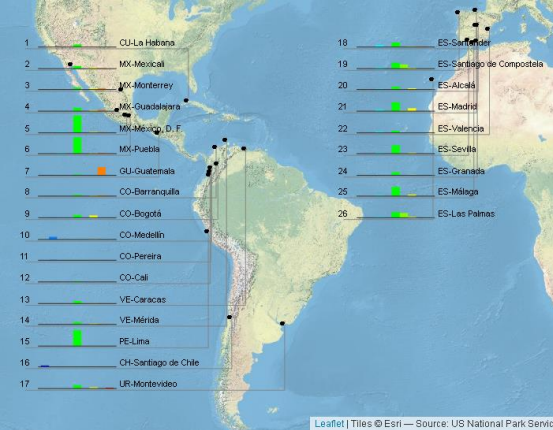 1 CU-La Habana
2 MX-Mexicali
3 MX-Monterrey
4 MX-Guadalajara
5 MX-México, D. F.
6 MX-Puebla
7 GU-Guatemala
8 CO-Barranquilla
9 CO-Bogotá
10 CO-Medellín
11 CO-Pereira
12 CO-Cali
13 VE-Caracas
14 VE-Mérida
15 PE-Lima
16 CH-Santiago de Chile
17 UR-Montevideo
18 ES-Santander
19 ES-Santiago de Compostela
20 ES-Alcalá
21 ES-Madrid
22 ES-Valencia
23 ES-Sevilla
24 ES-Granada
25 ES-Málaga
26 ES-Las Palmas
Leaflet | Tiles © Esri — Source: US National Park Servic